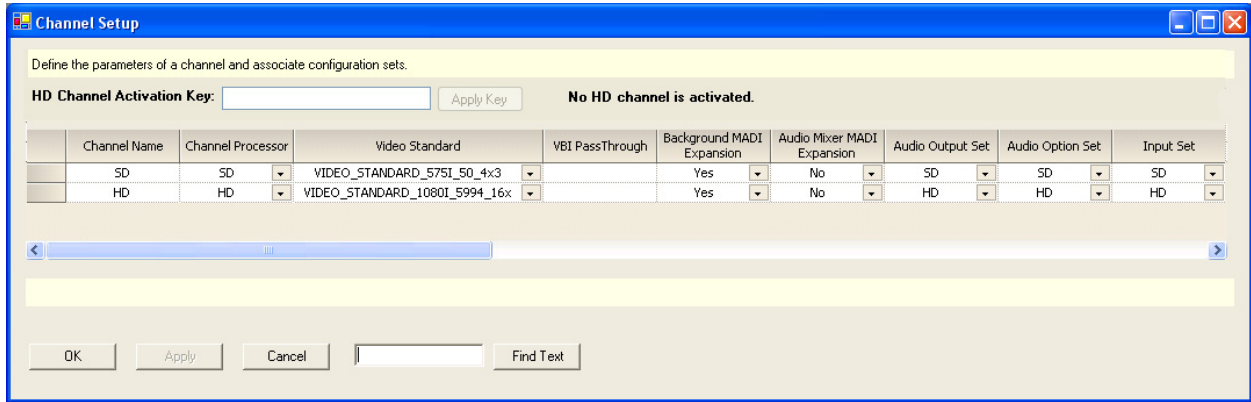 Channel Setup
Define the parameters of a channel and associate configuration sets.
HD Channel Activation Key: Apply Key No HD channel is activated.
Channel Name Channel Processor Video Standard VBI PassThrough Background MADI Expansion Audio Mixer MADI Expansion Audio Output Set Audio Option Set Input Set
SD SD VIDEO_STANDARD_575I_50_4x3 Yes No SD SD SD
HD HD VIDEO_STANDARD_1080I_5994_16x Yes No HD HD HD
OK Apply Cancel Find Text